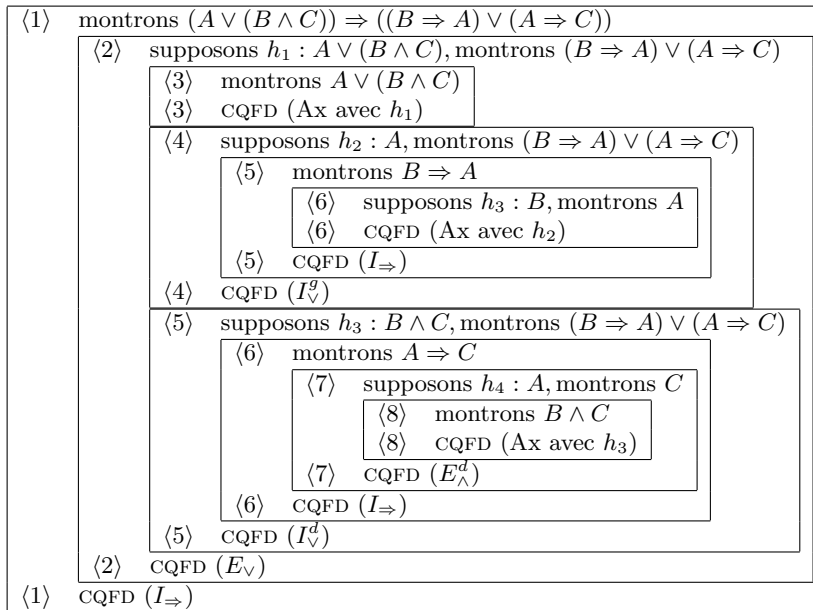 ⟨1⟩ montrons (A ∨ (B ∧ C)) ⇒ ((B ⇒ A) ∨ (A ⇒ C))
⟨2⟩ supposons h₁ : A ∨ (B ∧ C), montrons (B ⇒ A) ∨ (A ⇒ C)
⟨3⟩ montrons A ∨ (B ∧ C)
⟨3⟩ CQFD (Ax avec h₁)
⟨4⟩ supposons h₂ : A, montrons (B ⇒ A) ∨ (A ⇒ C)
⟨5⟩ montrons B ⇒ A
⟨6⟩ supposons h₃ : B, montrons A
⟨6⟩ CQFD (Ax avec h₂)
⟨5⟩ CQFD (I⇒)
⟨4⟩ CQFD (I∨^g)
⟨5⟩ supposons h₃ : B ∧ C, montrons (B ⇒ A) ∨ (A ⇒ C)
⟨6⟩ montrons A ⇒ C
⟨7⟩ supposons h₄ : A, montrons C
⟨8⟩ montrons B ∧ C
⟨8⟩ CQFD (Ax avec h₃)
⟨7⟩ CQFD (E∧^d)
⟨6⟩ CQFD (I⇒)
⟨5⟩ CQFD (I∨^d)
⟨2⟩ CQFD (E∨)
⟨1⟩ CQFD (I⇒)